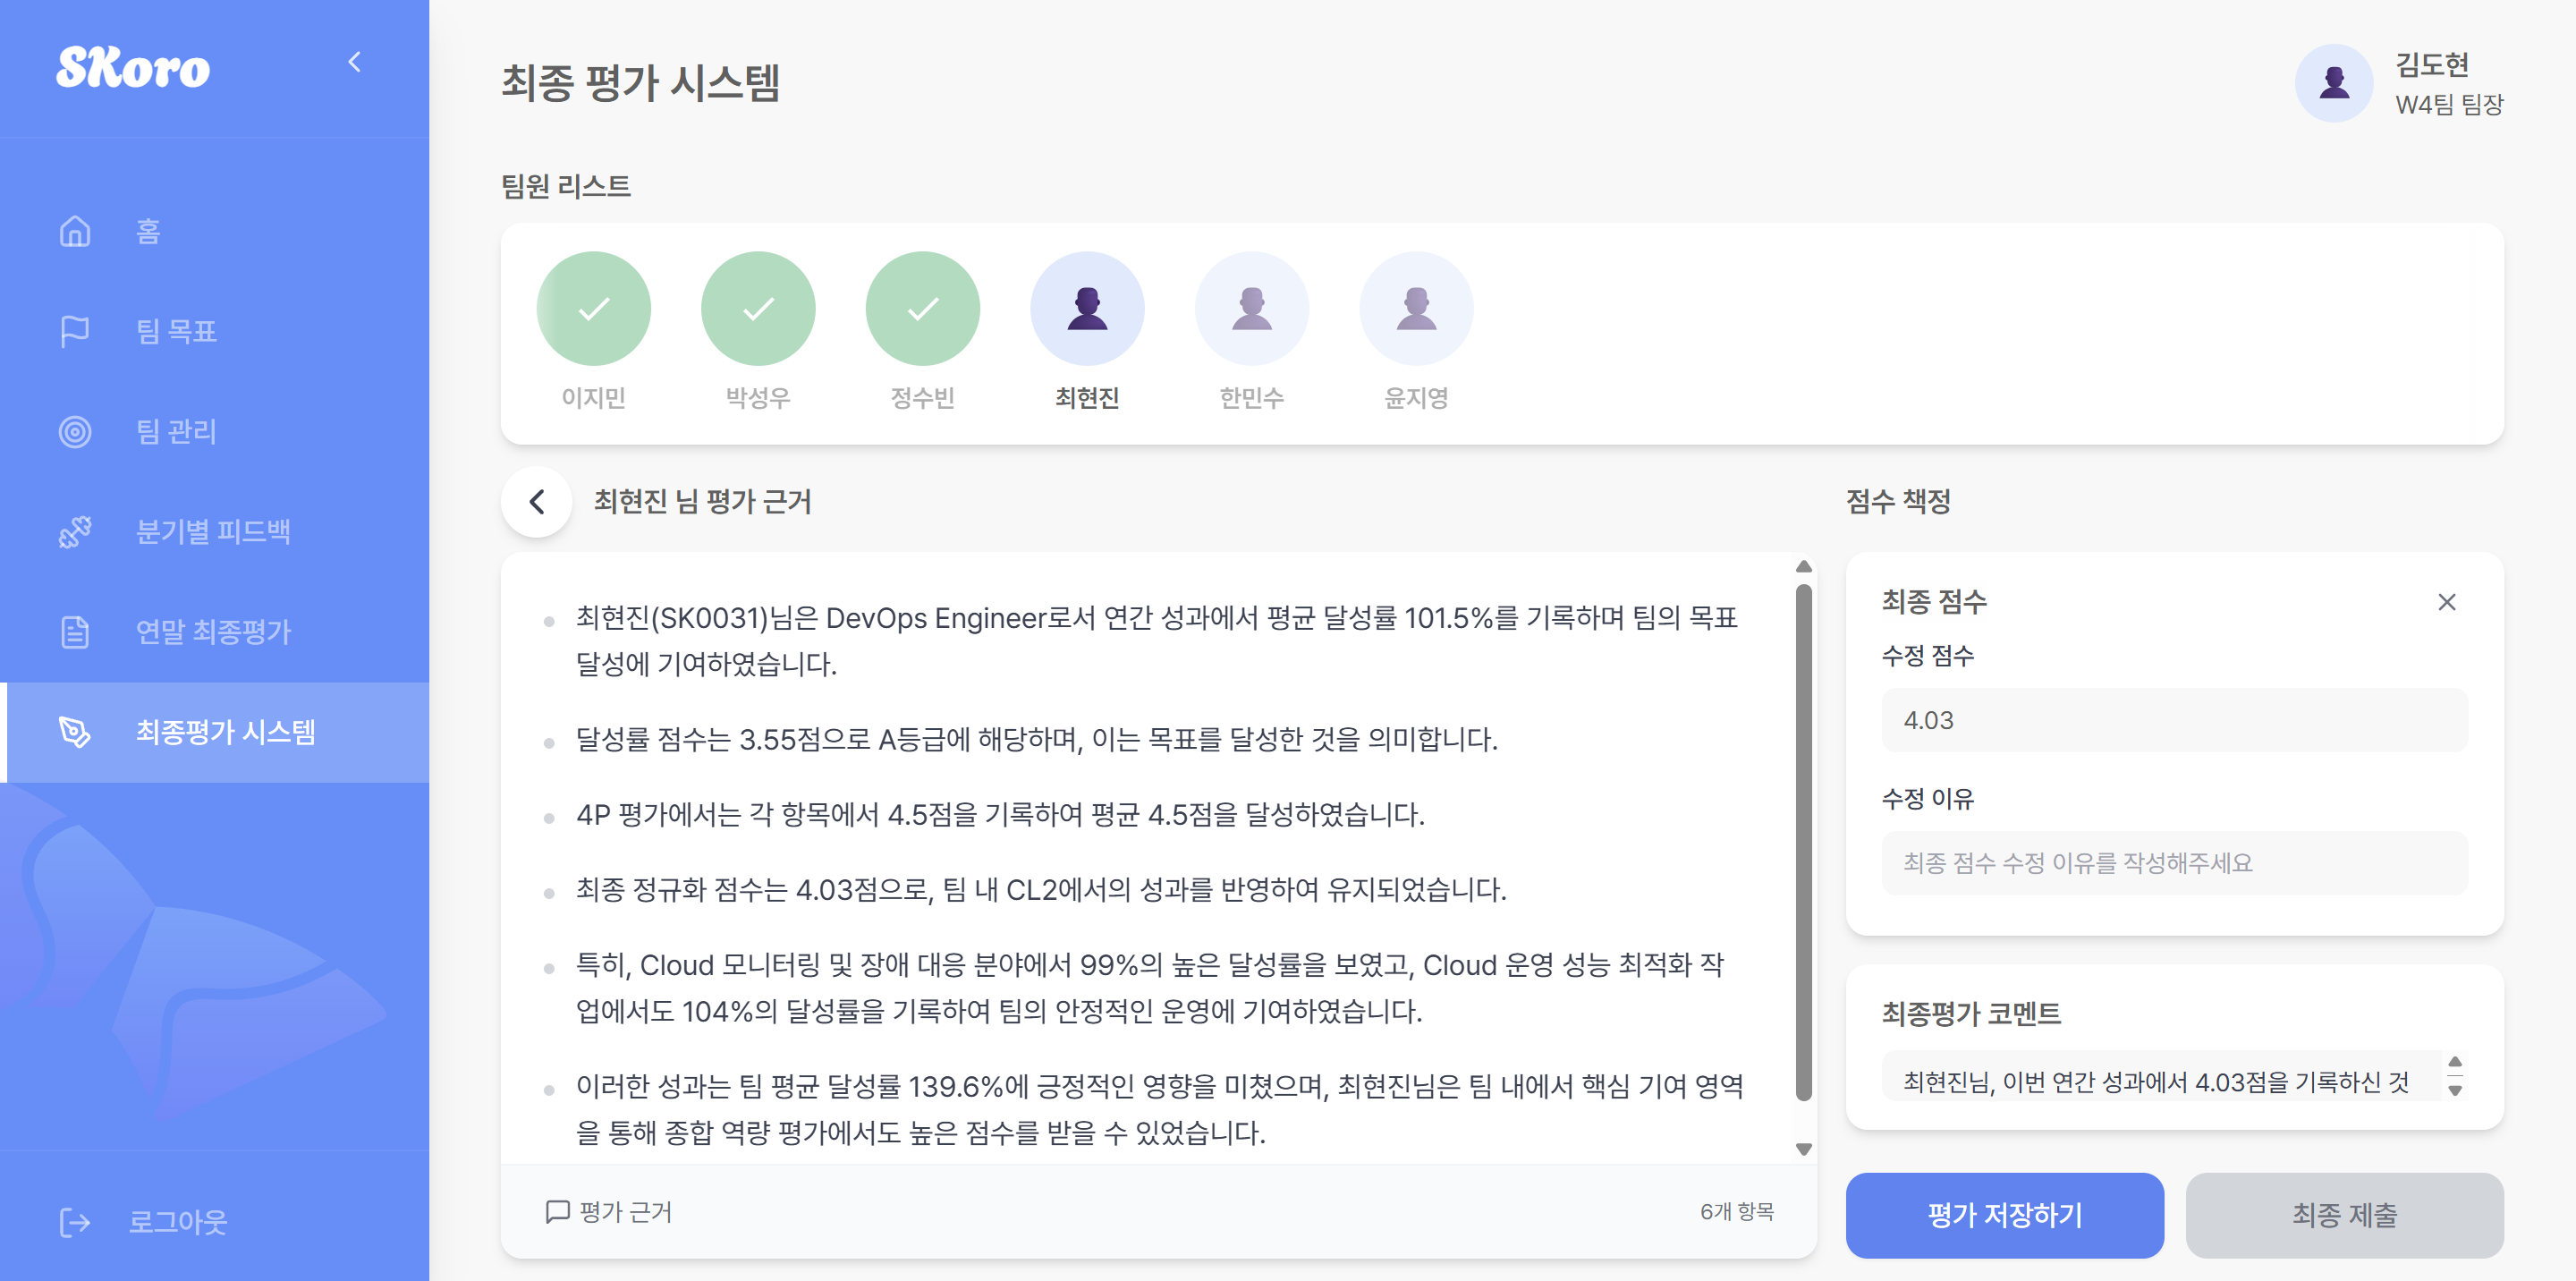 SKoro
홈
팀 목표
팀 관리
분기별 피드백
연말 최종평가
최종평가 시스템
로그아웃
최종 평가 시스템
김도현
W4팀 팀장
팀원 리스트
이지민
박성우
정수빈
최현진
한민수
윤지영
최현진 님 평가 근거
최현진(SK0031)님은 DevOps Engineer로서 연간 성과에서 평균 달성률 101.5%를 기록하며 팀의 목표
달성에 기여하였습니다.
달성률 점수는 3.55점으로 A등급에 해당하며, 이는 목표를 달성한 것을 의미합니다.
4P 평가에서는 각 항목에서 4.5점을 기록하여 평균 4.5점을 달성하였습니다.
최종 정규화 점수는 4.03점으로, 팀 내 CL2에서의 성과를 반영하여 유지되었습니다.
특히, Cloud 모니터링 및 장애 대응 분야에서 99%의 높은 달성률을 보였고, Cloud 운영 성능 최적화 작
업에서도 104%의 달성률을 기록하여 팀의 안정적인 운영에 기여하였습니다.
이러한 성과는 팀 평균 달성률 139.6%에 긍정적인 영향을 미쳤으며, 최현진님은 팀 내에서 핵심 기여 영역
을 통해 종합 역량 평가에서도 높은 점수를 받을 수 있었습니다.
평가 근거
6개 항목
점수 책정
최종 점수
수정 점수
4.03
수정 이유
최종 점수 수정 이유를 작성해주세요
최종평가 코멘트
최현진님, 이번 연간 성과에서 4.03점을 기록하신 것
평가 저장하기
최종 제출